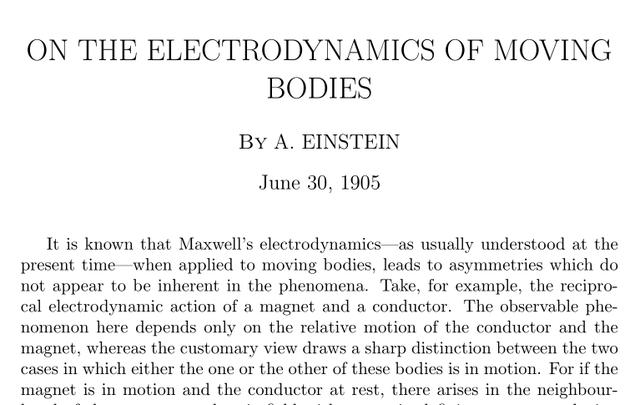 ON THE ELECTRODYNAMICS OF MOVING
BODIES
By A. EINSTEIN
June 30, 1905
It is known that Maxwell's electrodynamics—as usually understood at the
present time—when applied to moving bodies, leads to asymmetries which do
not appear to be inherent in the phenomena. Take, for example, the recipro-
cal electrodynamic action of a magnet and a conductor. The observable phe-
nomenon here depends only on the relative motion of the conductor and the
magnet, whereas the customary view draws a sharp distinction between the two
cases in which either the one or the other of these bodies is in motion. For if the
magnet is in motion and the conductor at rest, there arises in the neighbour-